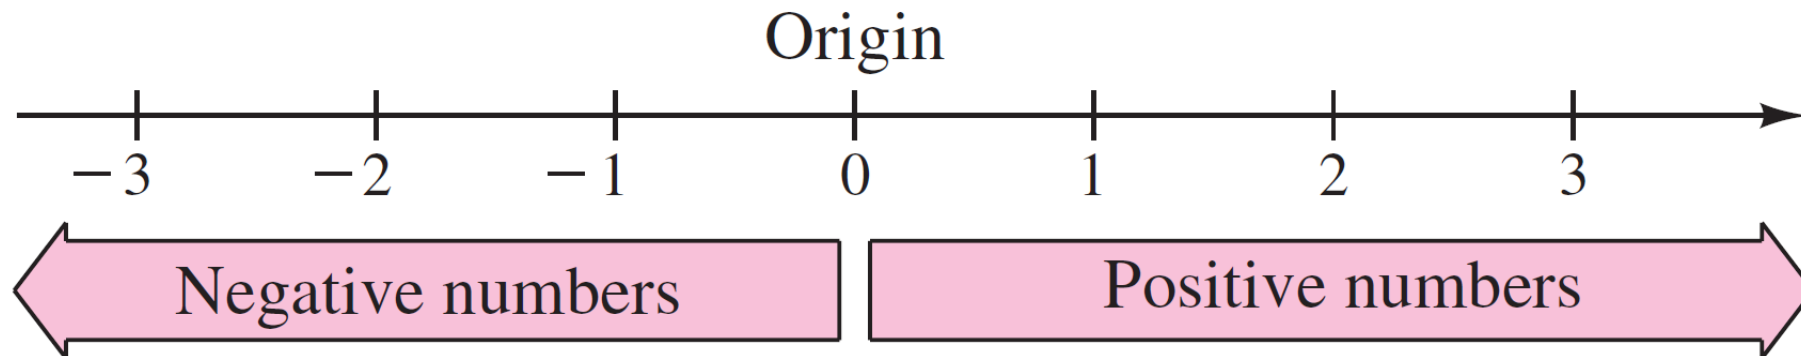 Origin
−3 −2 −1 0 1 2 3
Negative numbers Positive numbers